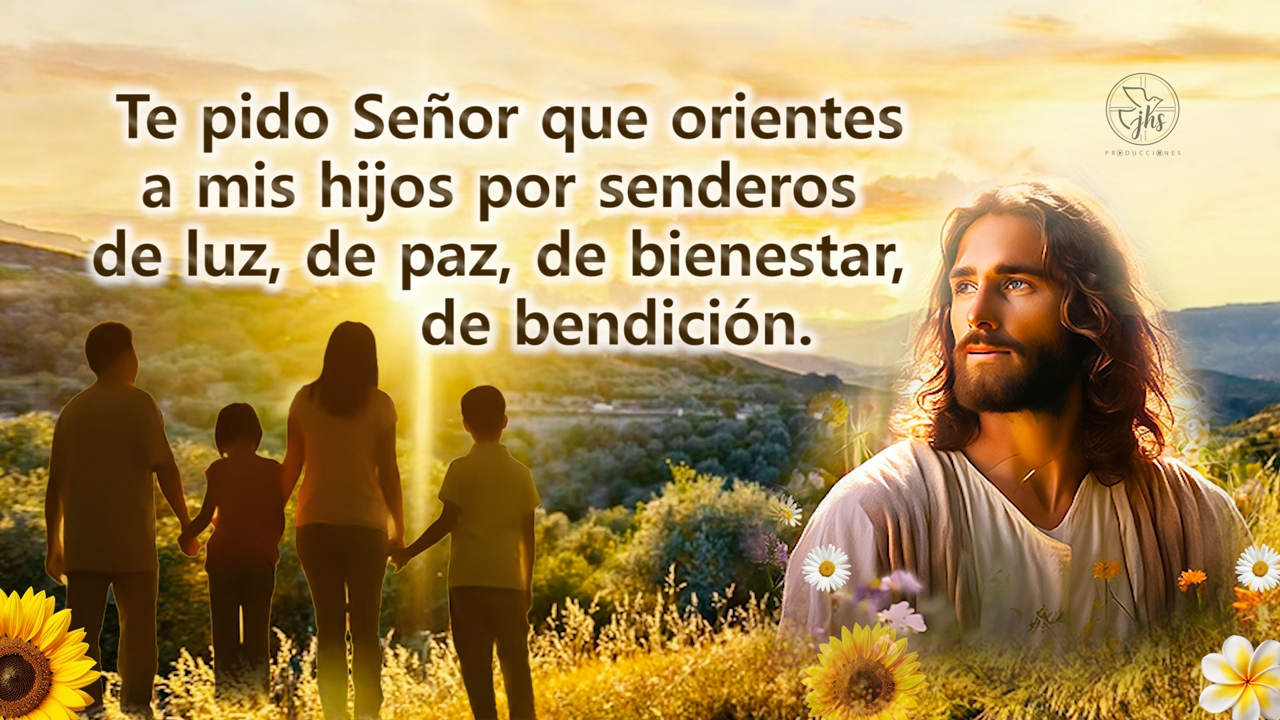 Te pido Señor que orientes
a mis hijos por senderos
de luz, de paz, de bienestar,
de bendición.
jhs
PRODUCCIONES